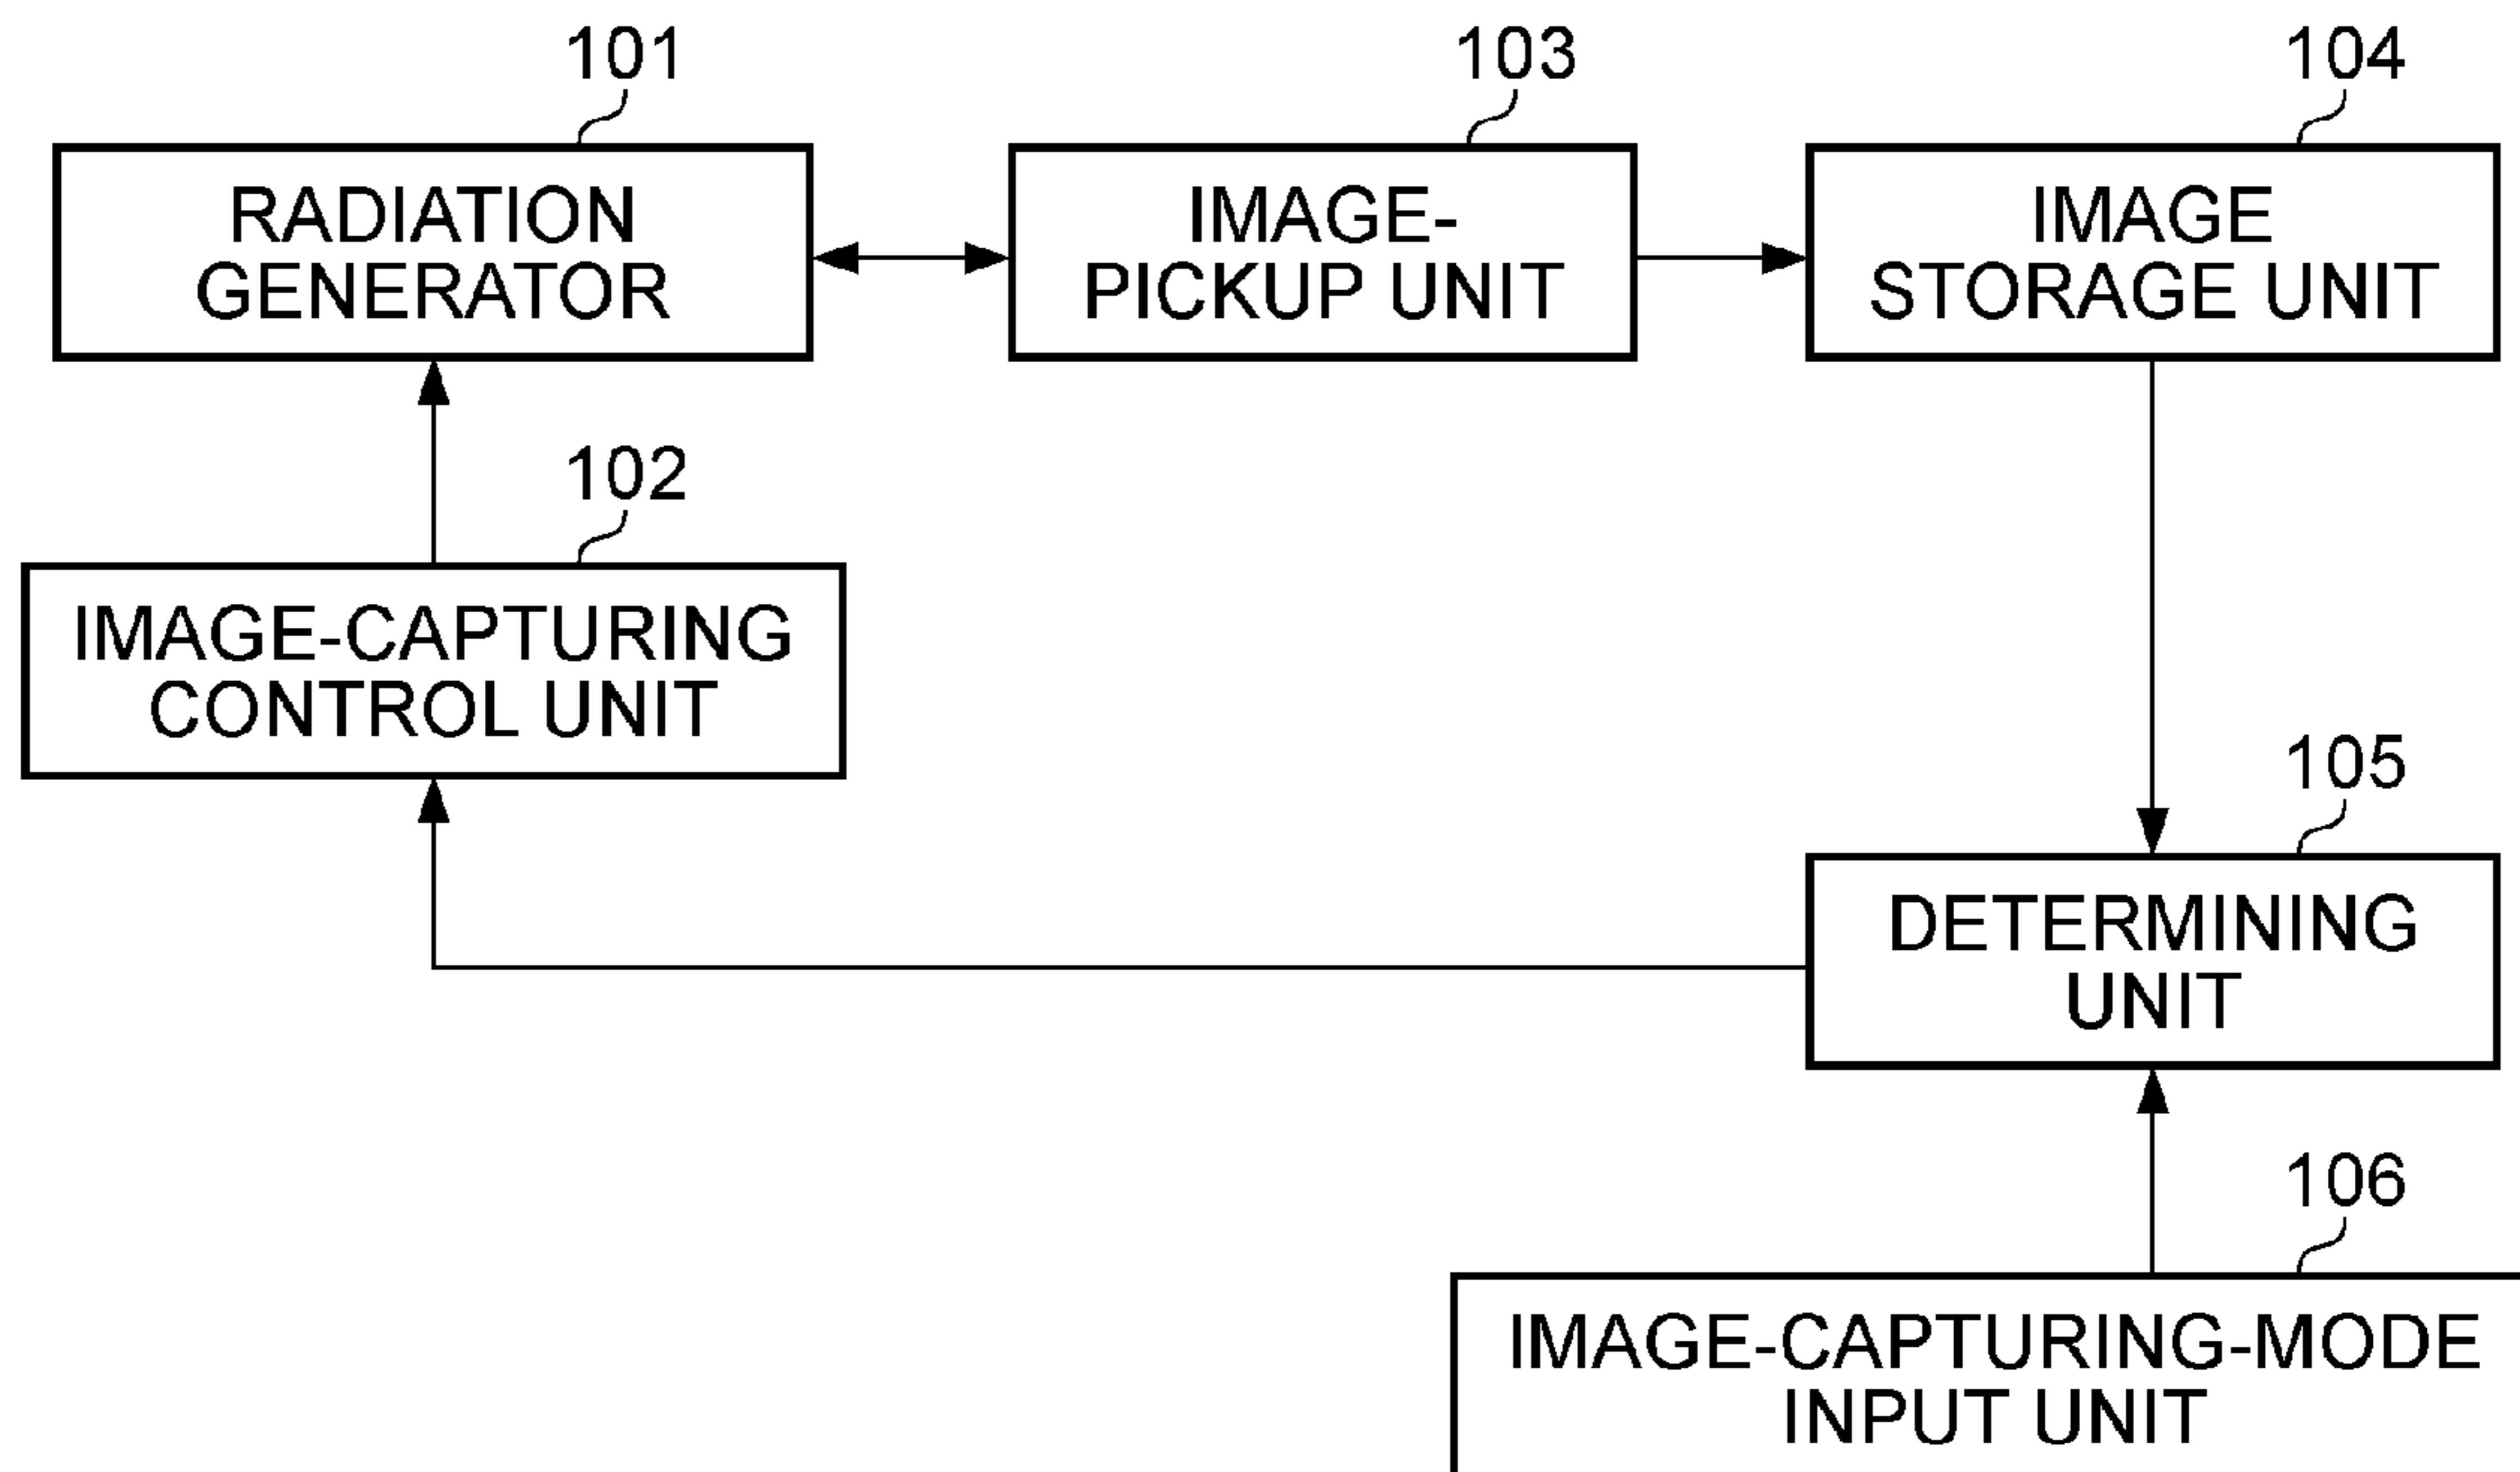 101
RADIATION
GENERATOR
103
IMAGE-
PICKUP UNIT
104
IMAGE
STORAGE UNIT
102
IMAGE-CAPTURING
CONTROL UNIT
105
DETERMINING
UNIT
106
IMAGE-CAPTURING-MODE
INPUT UNIT